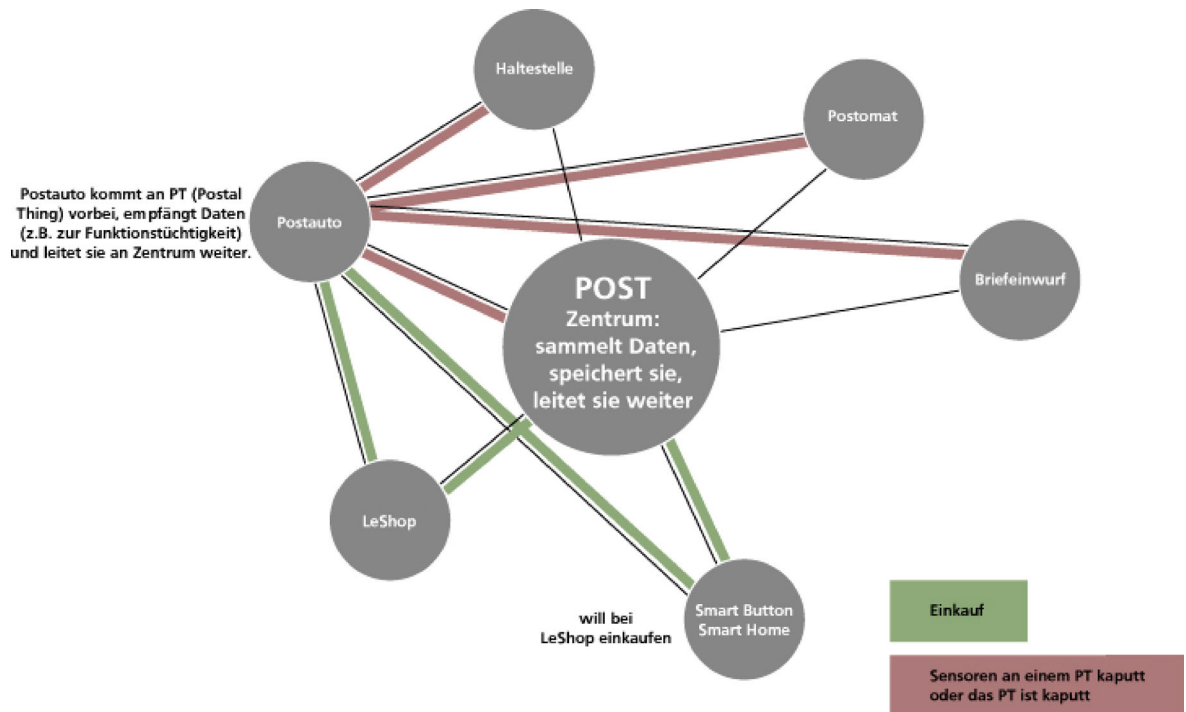 Haltestelle
Postomat
Postauto kommt an PT (Postal
Thing) vorbei, empfängt Daten
(z.B. zur Funktionstüchtigkeit)
und leitet sie an Zentrum weiter.
Postauto
Briefeinwurf
POST
Zentrum:
sammelt Daten,
speichert sie,
leitet sie weiter
LeShop
will bei
LeShop einkaufen
Smart Button
Smart Home
Einkauf
Sensoren an einem PT kaputt
oder das PT ist kaputt